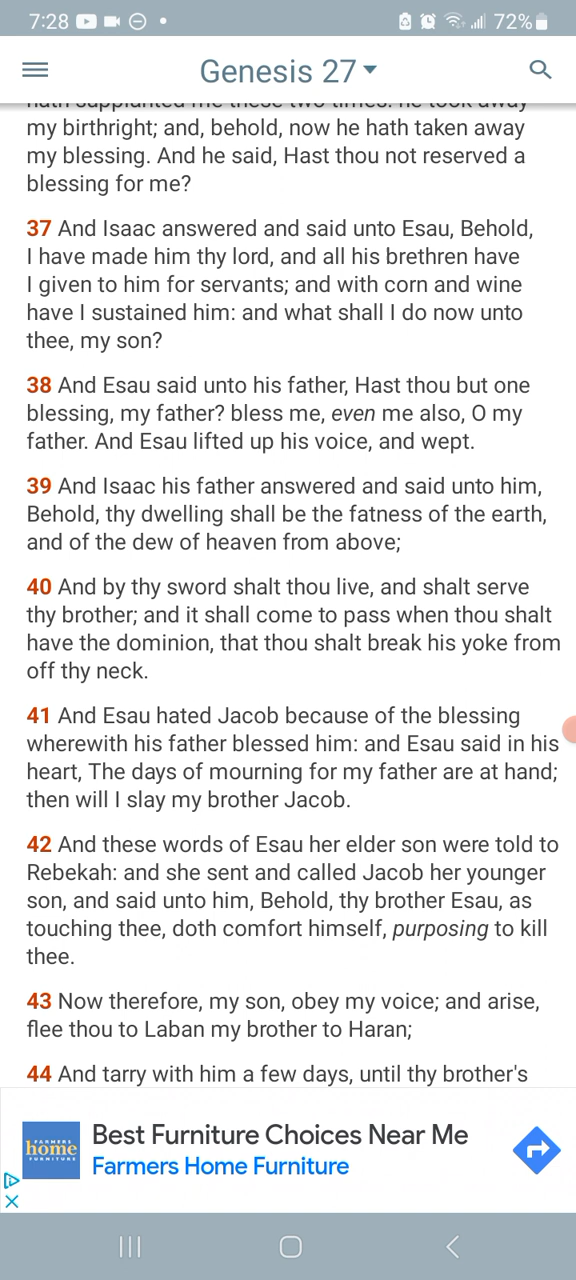 7:28
72%
Genesis 27
hath supplanted me these two times: he took away
my birthright; and, behold, now he hath taken away
my blessing. And he said, Hast thou not reserved a
blessing for me?
37 And Isaac answered and said unto Esau, Behold,
I have made him thy lord, and all his brethren have
I given to him for servants; and with corn and wine
have I sustained him: and what shall I do now unto
thee, my son?
38 And Esau said unto his father, Hast thou but one
blessing, my father? bless me, even me also, O my
father. And Esau lifted up his voice, and wept.
39 And Isaac his father answered and said unto him,
Behold, thy dwelling shall be the fatness of the earth,
and of the dew of heaven from above;
40 And by thy sword shalt thou live, and shalt serve
thy brother; and it shall come to pass when thou shalt
have the dominion, that thou shalt break his yoke from
off thy neck.
41 And Esau hated Jacob because of the blessing
wherewith his father blessed him: and Esau said in his
heart, The days of mourning for my father are at hand;
then will I slay my brother Jacob.
42 And these words of Esau her elder son were told to
Rebekah: and she sent and called Jacob her younger
son, and said unto him, Behold, thy brother Esau, as
touching thee, doth comfort himself, purposing to kill
thee.
43 Now therefore, my son, obey my voice; and arise,
flee thou to Laban my brother to Haran;
44 And tarry with him a few days, until thy brother's
FARMERS
home
FURNITURE
Best Furniture Choices Near Me
Farmers Home Furniture